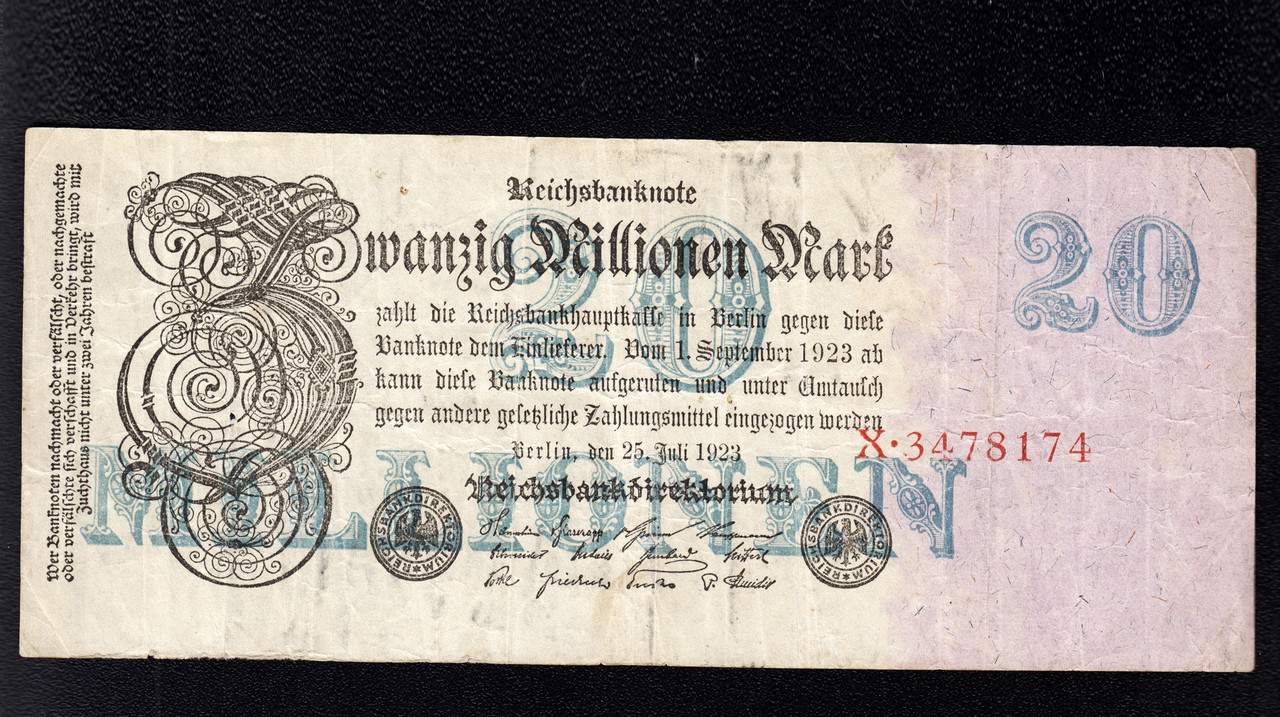 Wer Banknoten nachmacht oder verfälscht, oder nachgemachte
oder verfälschte sich verschafft und in Verkehr bringt, wird mit
Zuchthaus nicht unter zwei Jahren bestraft
Reichsbanknote
Zwanzig Millionen Mark
20
20
zahlt die Reichsbankhauptkasse in Berlin gegen diese
Banknote dem Einlieferer. Vom 1. September 1923 ab
kann diese Banknote aufgerufen und unter Umtausch
gegen andere gesetzliche Zahlungsmittel eingezogen werden
X·3478174
Berlin, den 25. Juli 1923
MILLIONEN
Reichsbankdirektorium
REICHSBANKDIREKTORIUM
REICHSBANKDIREKTORIUM